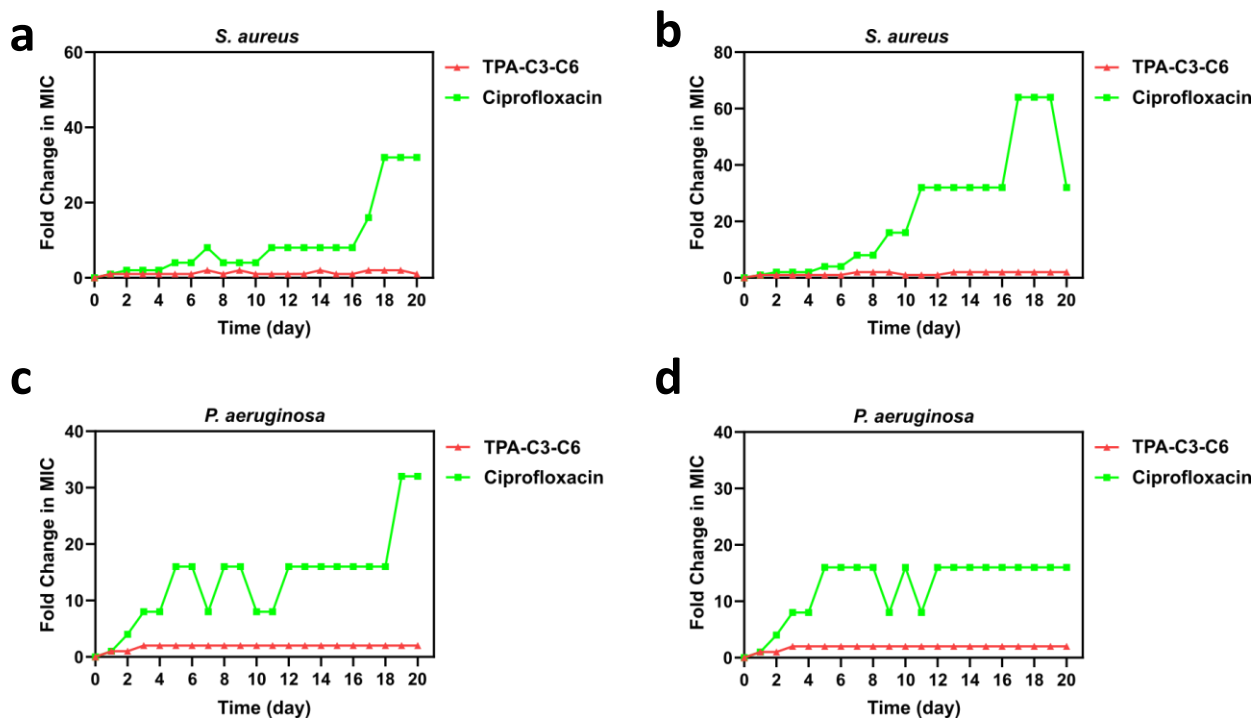 a
S. aureus
60
40
20
0
Fold Change in MIC
0 2 4 6 8 10 12 14 16 18 20
Time (day)
TPA-C3-C6
Ciprofloxacin
b
S. aureus
80
60
40
20
0
Fold Change in MIC
0 2 4 6 8 10 12 14 16 18 20
Time (day)
TPA-C3-C6
Ciprofloxacin
c
P. aeruginosa
40
30
20
10
0
Fold Change in MIC
0 2 4 6 8 10 12 14 16 18 20
Time (day)
TPA-C3-C6
Ciprofloxacin
d
P. aeruginosa
40
30
20
10
0
Fold Change in MIC
0 2 4 6 8 10 12 14 16 18 20
Time (day)
TPA-C3-C6
Ciprofloxacin